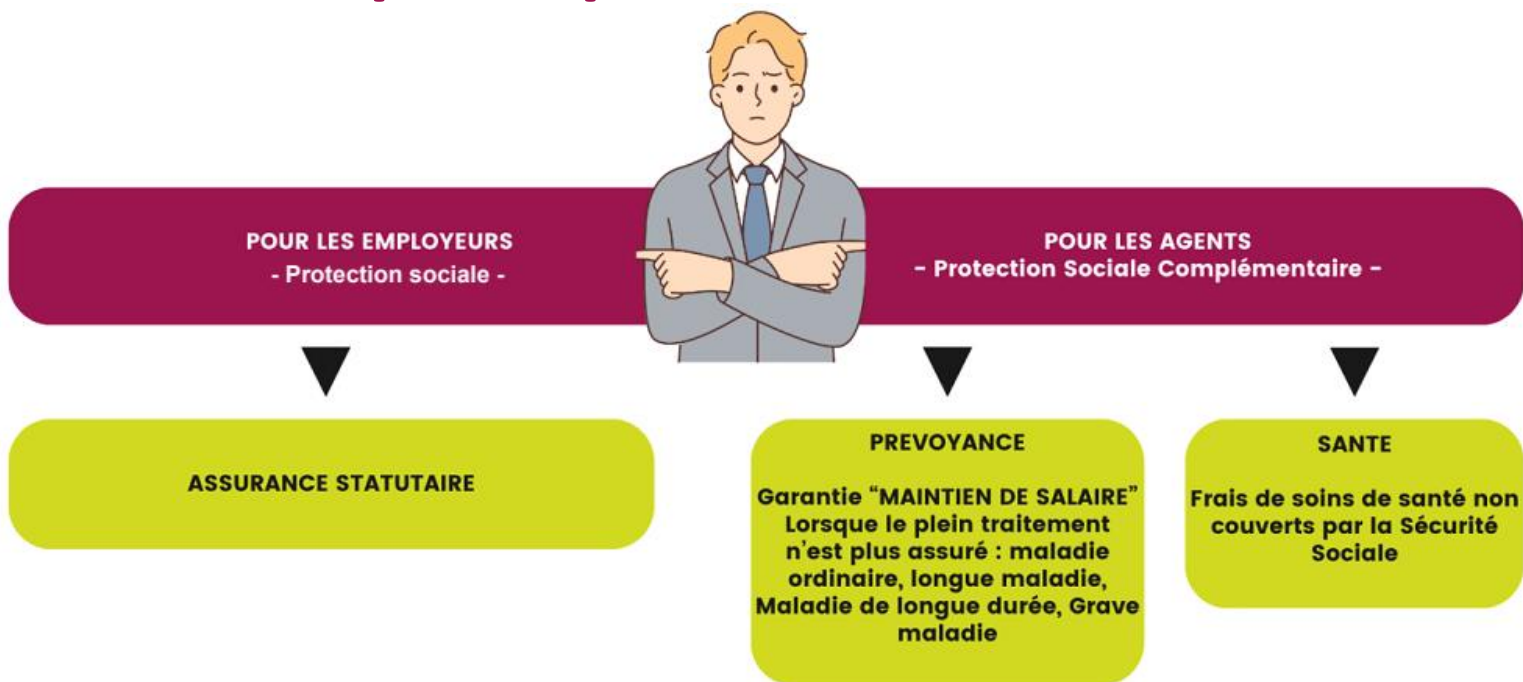 POUR LES EMPLOYEURS
- Protection sociale -
POUR LES AGENTS
- Protection Sociale Complémentaire -
ASSURANCE STATUTAIRE
PREVOYANCE
Garantie “MAINTIEN DE SALAIRE”
Lorsque le plein traitement
n’est plus assuré : maladie
ordinaire, longue maladie,
Maladie de longue durée, Grave
maladie
SANTE
Frais de soins de santé non
couverts par la Sécurité
Sociale